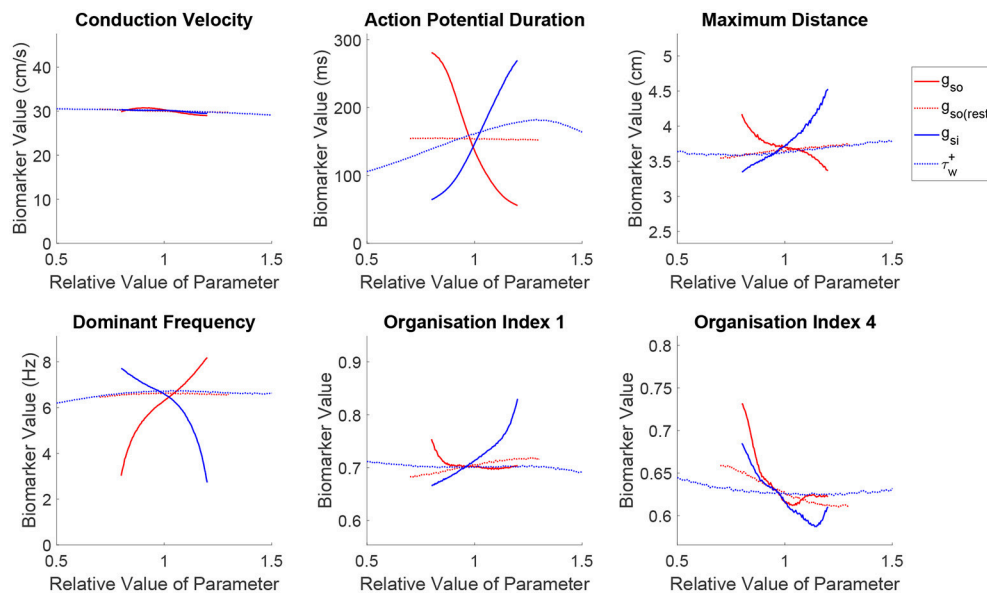 Conduction Velocity
Biomarker Value (cm/s)
40
30
20
10
0
0.5 1 1.5
Relative Value of Parameter
Action Potential Duration
Biomarker Value (ms)
300
200
100
0
0.5 1 1.5
Relative Value of Parameter
Maximum Distance
Biomarker Value (cm)
5
4.5
4
3.5
3
2.5
0.5 1 1.5
Relative Value of Parameter
g_so
g_so(rest
g_si
τ_w^+
Dominant Frequency
Biomarker Value (Hz)
8
6
4
2
0
0.5 1 1.5
Relative Value of Parameter
Organisation Index 1
Biomarker Value
0.9
0.8
0.7
0.6
0.5 1 1.5
Relative Value of Parameter
Organisation Index 4
Biomarker Value
0.8
0.75
0.7
0.65
0.6
0.5 1 1.5
Relative Value of Parameter